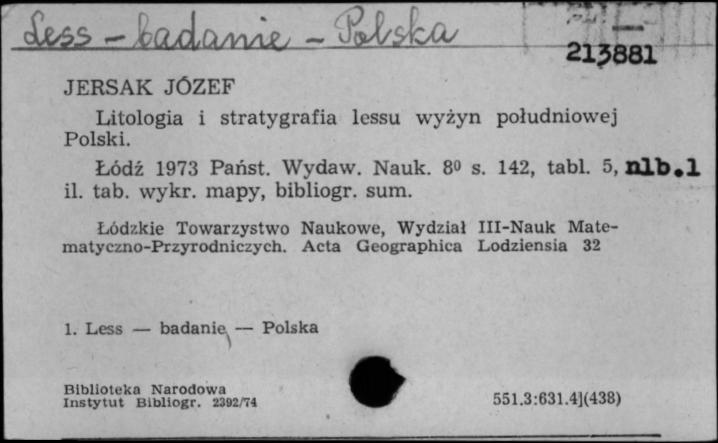 Less - badanie - Polska
213881
JERSAK JÓZEF
Litologia i stratygrafia lessu wyżyn południowej
Polski.
Łódź 1973 Państ. Wydaw. Nauk. 8⁰ s. 142, tabl. 5, nlb.1
il. tab. wykr. mapy, bibliogr. sum.
Łódzkie Towarzystwo Naukowe, Wydział III-Nauk Mate-
matyczno-Przyrodniczych. Acta Geographica Lodziensia 32
1. Less — badanie — Polska
Biblioteka Narodowa
Instytut Bibliogr. 2392/74
551.3:631.4](438)